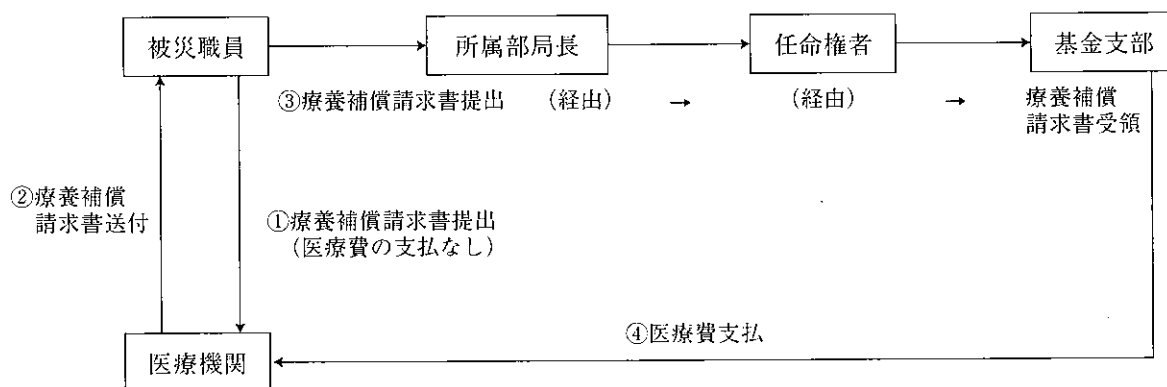 被災職員
所属部局長
任命権者
基金支部
③療養補償請求書提出 (経由) → (経由) → 療養補償
請求書受領
②療養補償
請求書送付
①療養補償請求書提出
(医療費の支払なし)
④医療費支払
医療機関